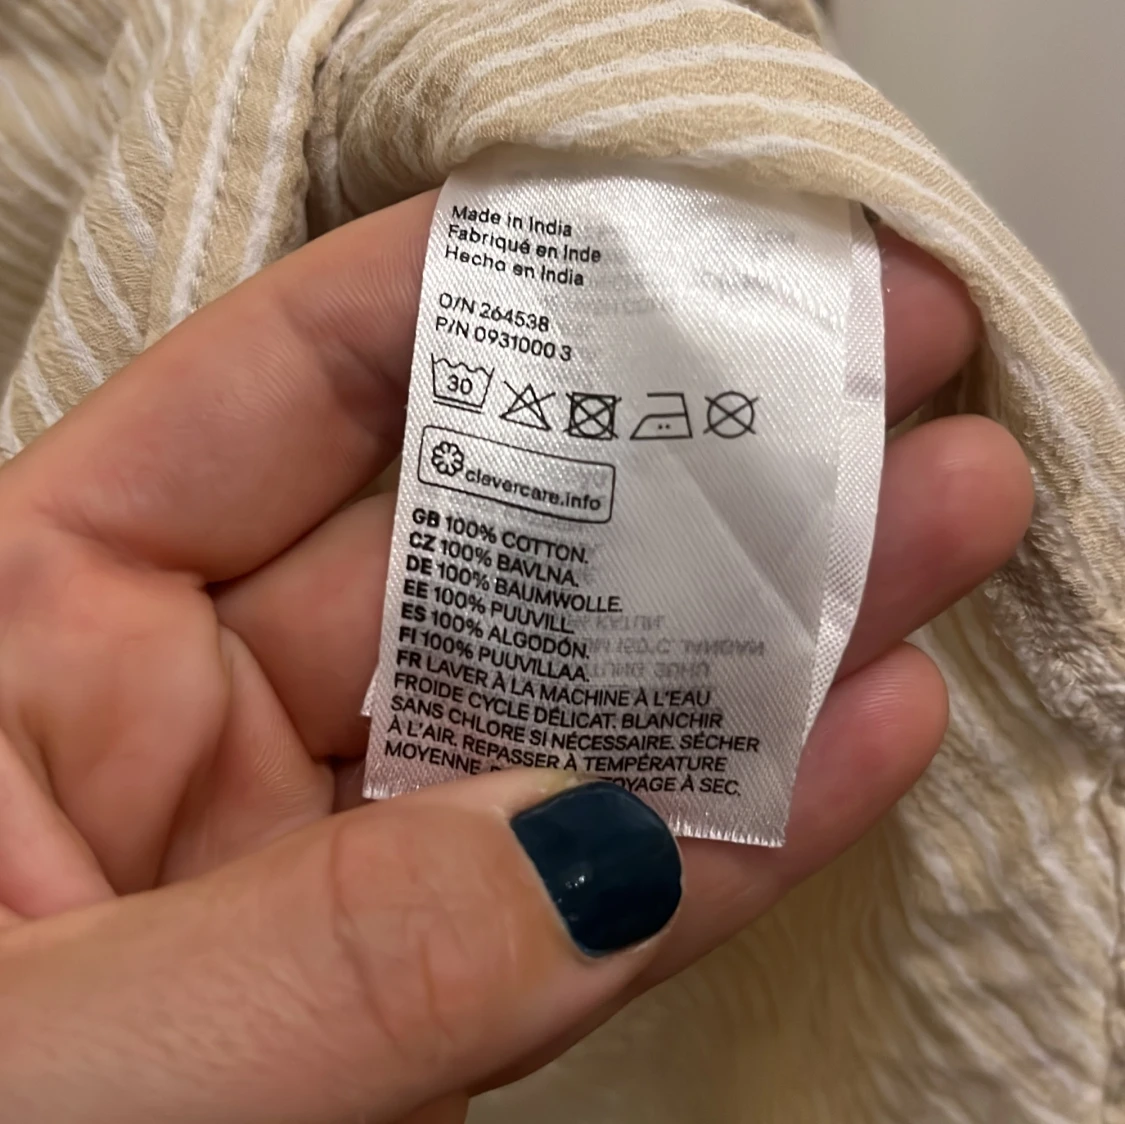 Made in India
Fabriqué en Inde
Hecho en India
O/N 264538
P/N 0931000 3
30
clevercare.info
GB 100% COTTON.
CZ 100% BAVLNA.
DE 100% BAUMWOLLE.
EE 100% PUUVILL.
ES 100% ALGODÓN.
FI 100% PUUVILLAA.
FR LAVER À LA MACHINE À L'EAU
FROIDE CYCLE DÉLICAT. BLANCHIR
SANS CHLORE SI NÉCESSAIRE. SÉCHER
À L'AIR. REPASSER À TEMPÉRATURE
MOYENNE À SEC.